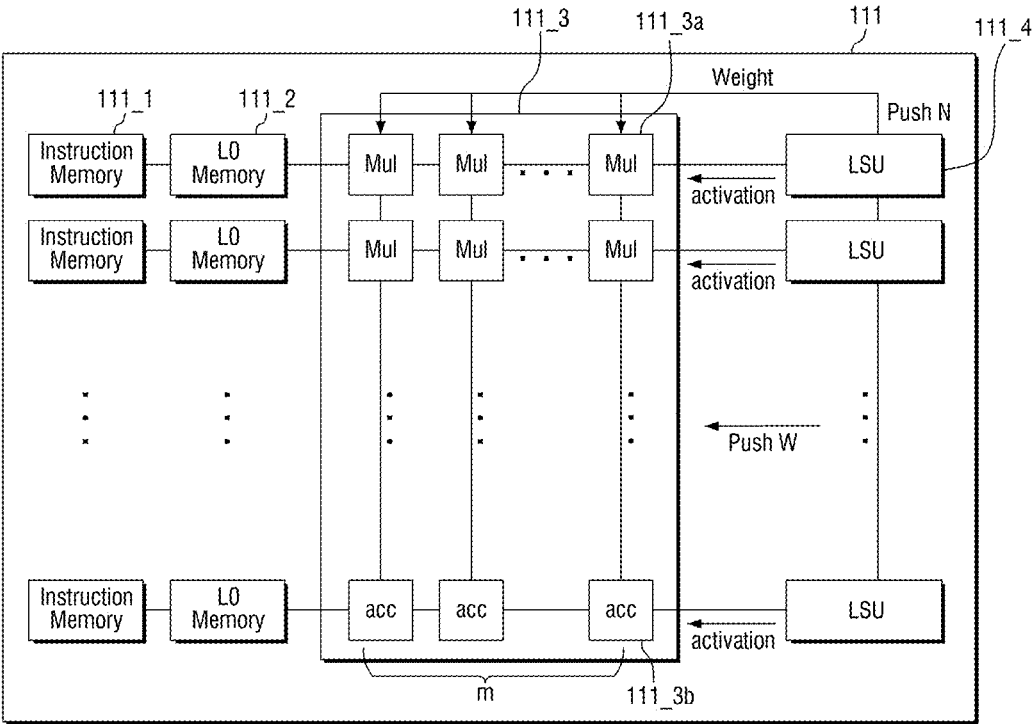 111_3
111_3a
111
111_4
111_1
111_2
Weight
Push N
Instruction
Memory
L0
Memory
Mul
Mul
Mul
LSU
activation
Instruction
Memory
L0
Memory
Mul
Mul
Mul
LSU
activation
Push W
Instruction
Memory
L0
Memory
acc
acc
acc
LSU
activation
m
111_3b